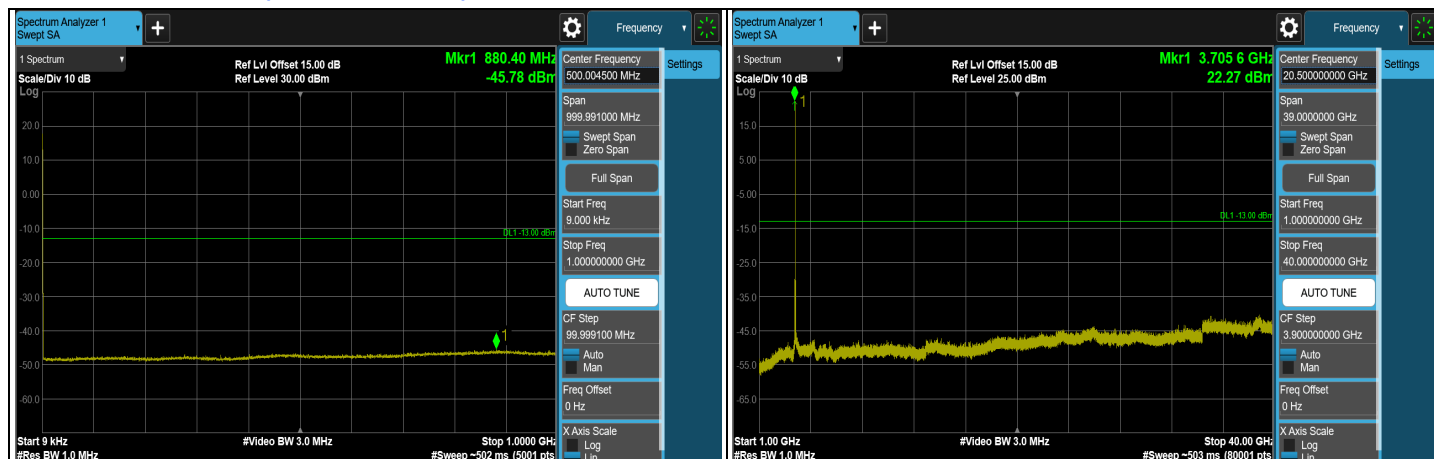 Spectrum Analyzer 1
Swept SA
+
Frequency
1 Spectrum
Scale/Div 10 dB
Log
Ref Lvl Offset 15.00 dB
Ref Level 30.00 dBm
Mkr1 880.40 MHz
-45.78 dBm
20.0
10.0
0.00
-10.0
-20.0
-30.0
-40.0
-50.0
-60.0
DL1 -13.00 dBm
1
Start 9 kHz
#Res BW 1.0 MHz
#Video BW 3.0 MHz
Stop 1.0000 GHz
#Sweep ~502 ms (5001 pts
Center Frequency
500.004500 MHz
Settings
Span
999.991000 MHz
Swept Span
Zero Span
Full Span
Start Freq
9.000 kHz
Stop Freq
1.000000000 GHz
AUTO TUNE
CF Step
99.999100 MHz
Auto
Man
Freq Offset
0 Hz
X Axis Scale
Log
Lin
Spectrum Analyzer 1
Swept SA
+
Frequency
1 Spectrum
Scale/Div 10 dB
Log
Ref Lvl Offset 15.00 dB
Ref Level 25.00 dBm
Mkr1 3.705 6 GHz
22.27 dBm
1
15.0
5.00
-5.00
-15.0
-25.0
-35.0
-45.0
-55.0
-65.0
DL1 -13.00 dBm
Start 1.00 GHz
#Res BW 1.0 MHz
#Video BW 3.0 MHz
Stop 40.00 GHz
#Sweep ~503 ms (80001 pts
Center Frequency
20.500000000 GHz
Settings
Span
39.0000000 GHz
Swept Span
Zero Span
Full Span
Start Freq
1.000000000 GHz
Stop Freq
40.000000000 GHz
AUTO TUNE
CF Step
3.900000000 GHz
Auto
Man
Freq Offset
0 Hz
X Axis Scale
Log
Lin